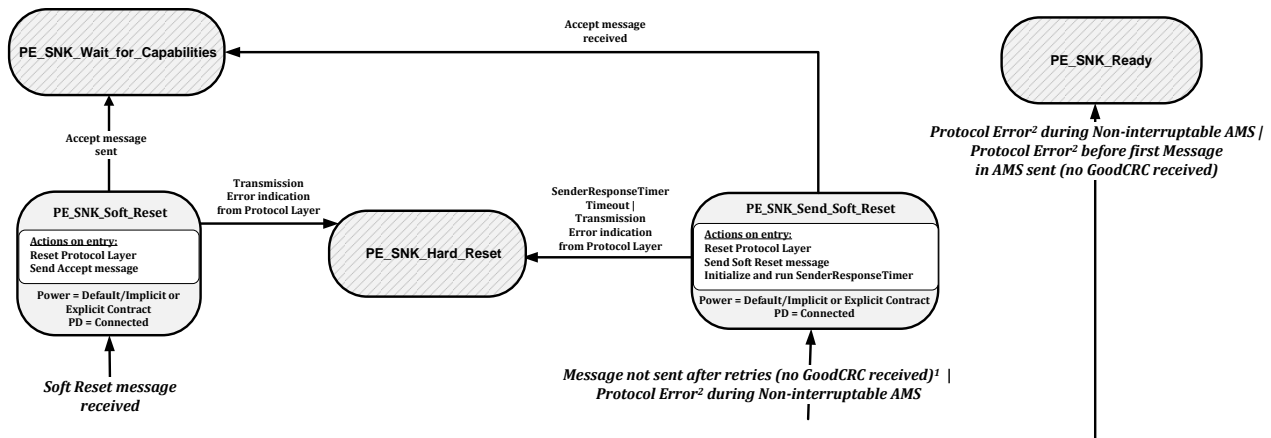 Accept message
received
PE_SNK_Wait_for_Capabilities
PE_SNK_Ready
Accept message
sent
Protocol Error² during Non-interruptable AMS |
Protocol Error² before first Message
in AMS sent (no GoodCRC received)
Transmission
Error indication
from Protocol Layer
SenderResponseTimer
Timeout |
Transmission
Error indication
from Protocol Layer
PE_SNK_Soft_Reset
Actions on entry:
Reset Protocol Layer
Send Accept message
Power = Default/Implicit or
Explicit Contract
PD = Connected
PE_SNK_Hard_Reset
PE_SNK_Send_Soft_Reset
Actions on entry:
Reset Protocol Layer
Send Soft Reset message
Initialize and run SenderResponseTimer
Power = Default/Implicit or Explicit Contract
PD = Connected
Soft Reset message
received
Message not sent after retries (no GoodCRC received)¹ |
Protocol Error² during Non-interruptable AMS